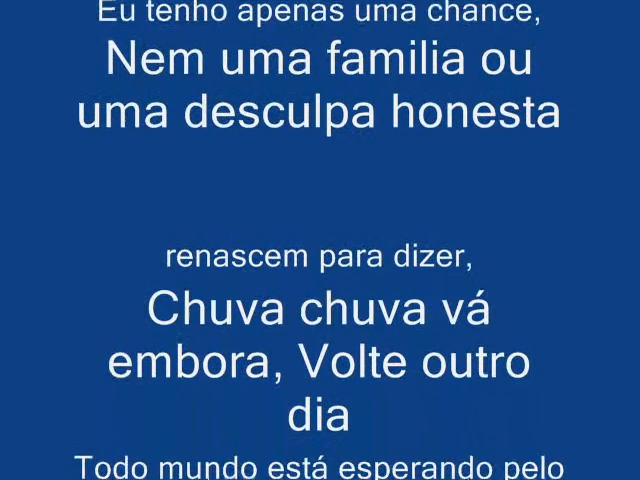 Eu tenho apenas uma chance,
Nem uma familia ou
uma desculpa honesta
renascem para dizer,
Chuva chuva vá
embora, Volte outro
dia
Todo mundo está esperando pelo